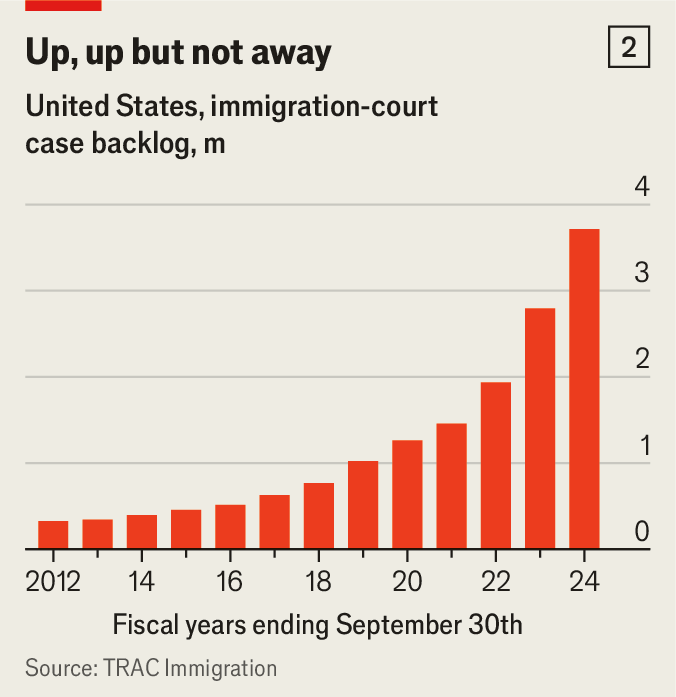 Up, up but not away
2
United States, immigration-court
case backlog, m
4
3
2
1
0
2012 14 16 18 20 22 24
Fiscal years ending September 30th
Source: TRAC Immigration